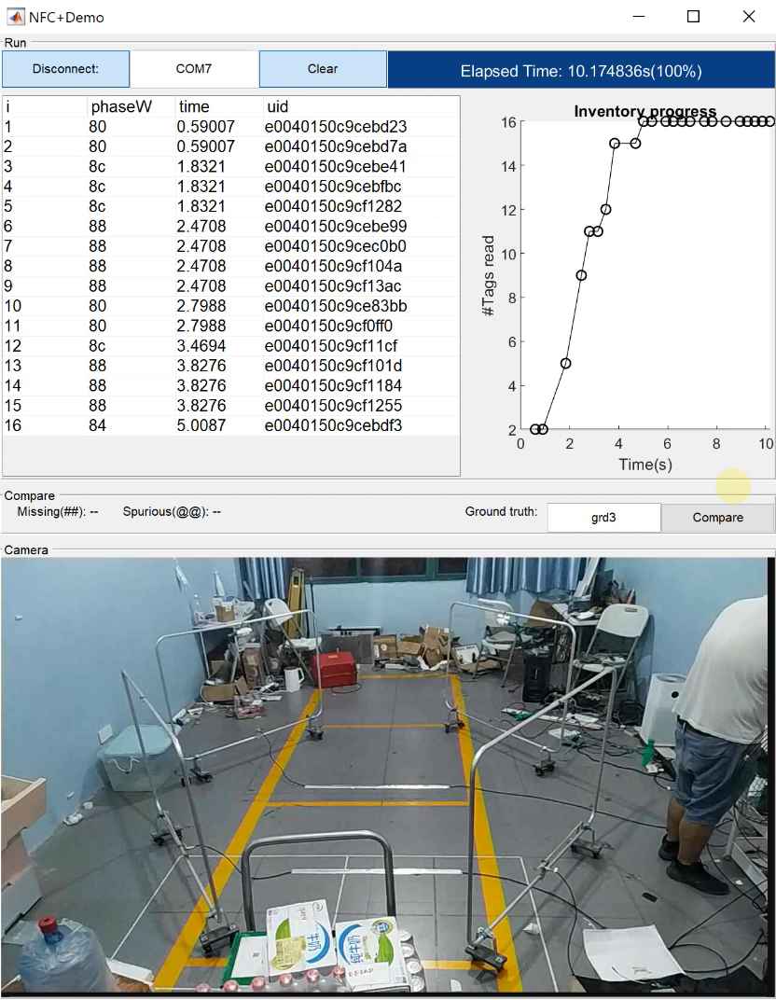 NFC+Demo
Run
Disconnect: COM7 Clear Elapsed Time: 10.174836s(100%)
i phaseW time uid
1 80 0.59007 e0040150c9cebd23
2 80 0.59007 e0040150c9cebd7a
3 8c 1.8321 e0040150c9cebe41
4 8c 1.8321 e0040150c9cebfbc
5 8c 1.8321 e0040150c9cf1282
6 88 2.4708 e0040150c9cebe99
7 88 2.4708 e0040150c9cec0b0
8 88 2.4708 e0040150c9cf104a
9 88 2.4708 e0040150c9cf13ac
10 80 2.7988 e0040150c9ce83bb
11 80 2.7988 e0040150c9cf0ff0
12 8c 3.4694 e0040150c9cf11cf
13 88 3.8276 e0040150c9cf101d
14 88 3.8276 e0040150c9cf1184
15 88 3.8276 e0040150c9cf1255
16 84 5.0087 e0040150c9cebdf3
Inventory progress
16
14
12
10
8
6
4
2
#Tags read
0 2 4 6 8 10
Time(s)
Compare
Missing(##): -- Spurious(@@): -- Ground truth: grd3 Compare
Camera
纯牛奶